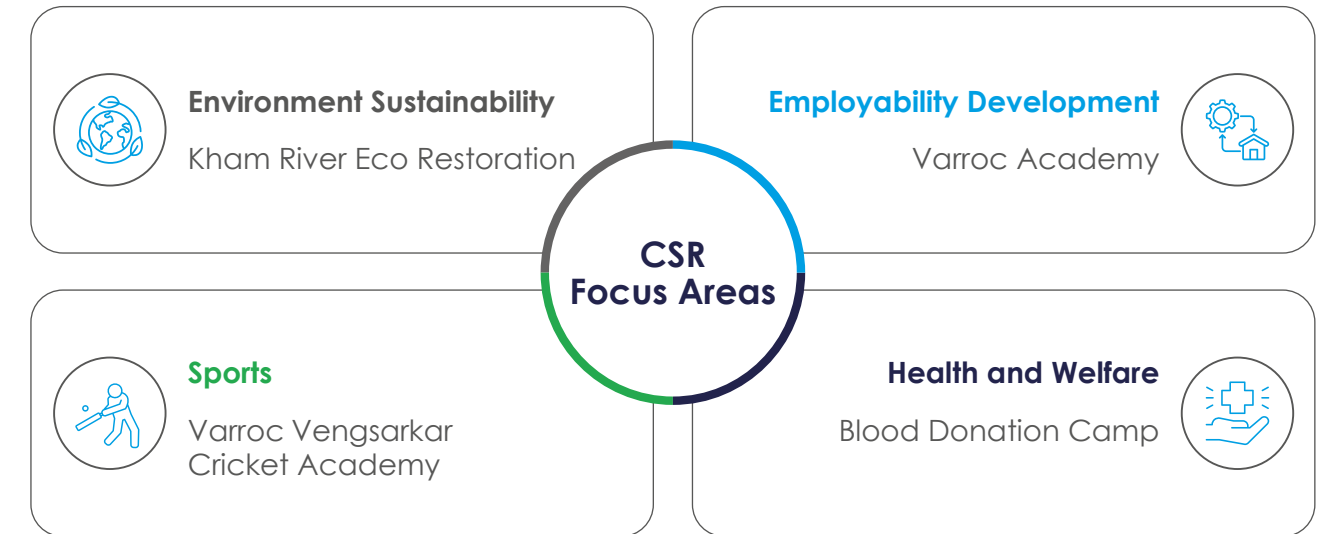 Environment Sustainability
Kham River Eco Restoration
Employability Development
Varroc Academy
CSR
Focus Areas
Sports
Varroc Vengsarkar
Cricket Academy
Health and Welfare
Blood Donation Camp